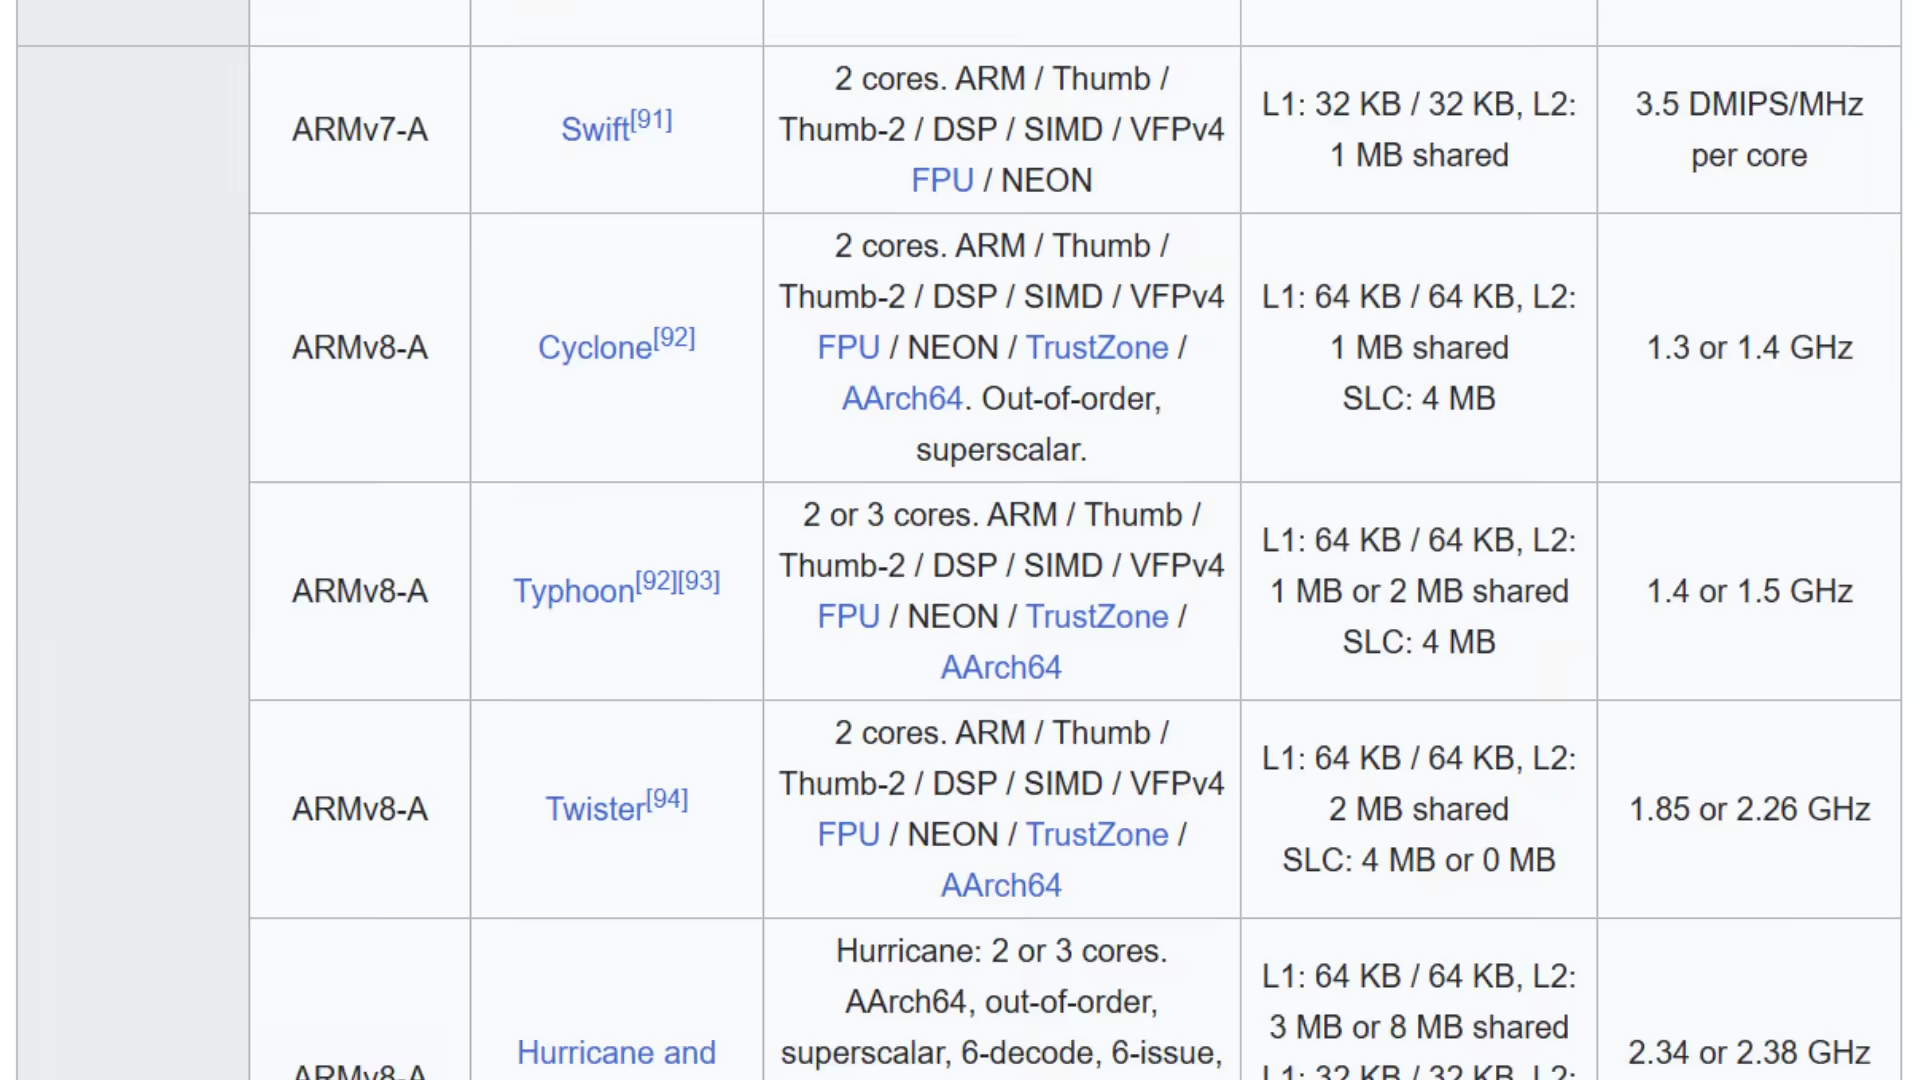 ARMv7-A
Swift[91]
2 cores. ARM / Thumb /
Thumb-2 / DSP / SIMD / VFPv4
FPU / NEON
L1: 32 KB / 32 KB, L2:
1 MB shared
3.5 DMIPS/MHz
per core
ARMv8-A
Cyclone[92]
2 cores. ARM / Thumb /
Thumb-2 / DSP / SIMD / VFPv4
FPU / NEON / TrustZone /
AArch64. Out-of-order,
superscalar.
L1: 64 KB / 64 KB, L2:
1 MB shared
SLC: 4 MB
1.3 or 1.4 GHz
ARMv8-A
Typhoon[92][93]
2 or 3 cores. ARM / Thumb /
Thumb-2 / DSP / SIMD / VFPv4
FPU / NEON / TrustZone /
AArch64
L1: 64 KB / 64 KB, L2:
1 MB or 2 MB shared
SLC: 4 MB
1.4 or 1.5 GHz
ARMv8-A
Twister[94]
2 cores. ARM / Thumb /
Thumb-2 / DSP / SIMD / VFPv4
FPU / NEON / TrustZone /
AArch64
L1: 64 KB / 64 KB, L2:
2 MB shared
SLC: 4 MB or 0 MB
1.85 or 2.26 GHz
ARMv8-A
Hurricane and
Hurricane: 2 or 3 cores.
AArch64, out-of-order,
superscalar, 6-decode, 6-issue,
L1: 64 KB / 64 KB, L2:
3 MB or 8 MB shared
L1: 32 KB / 32 KB, L2:
2.34 or 2.38 GHz